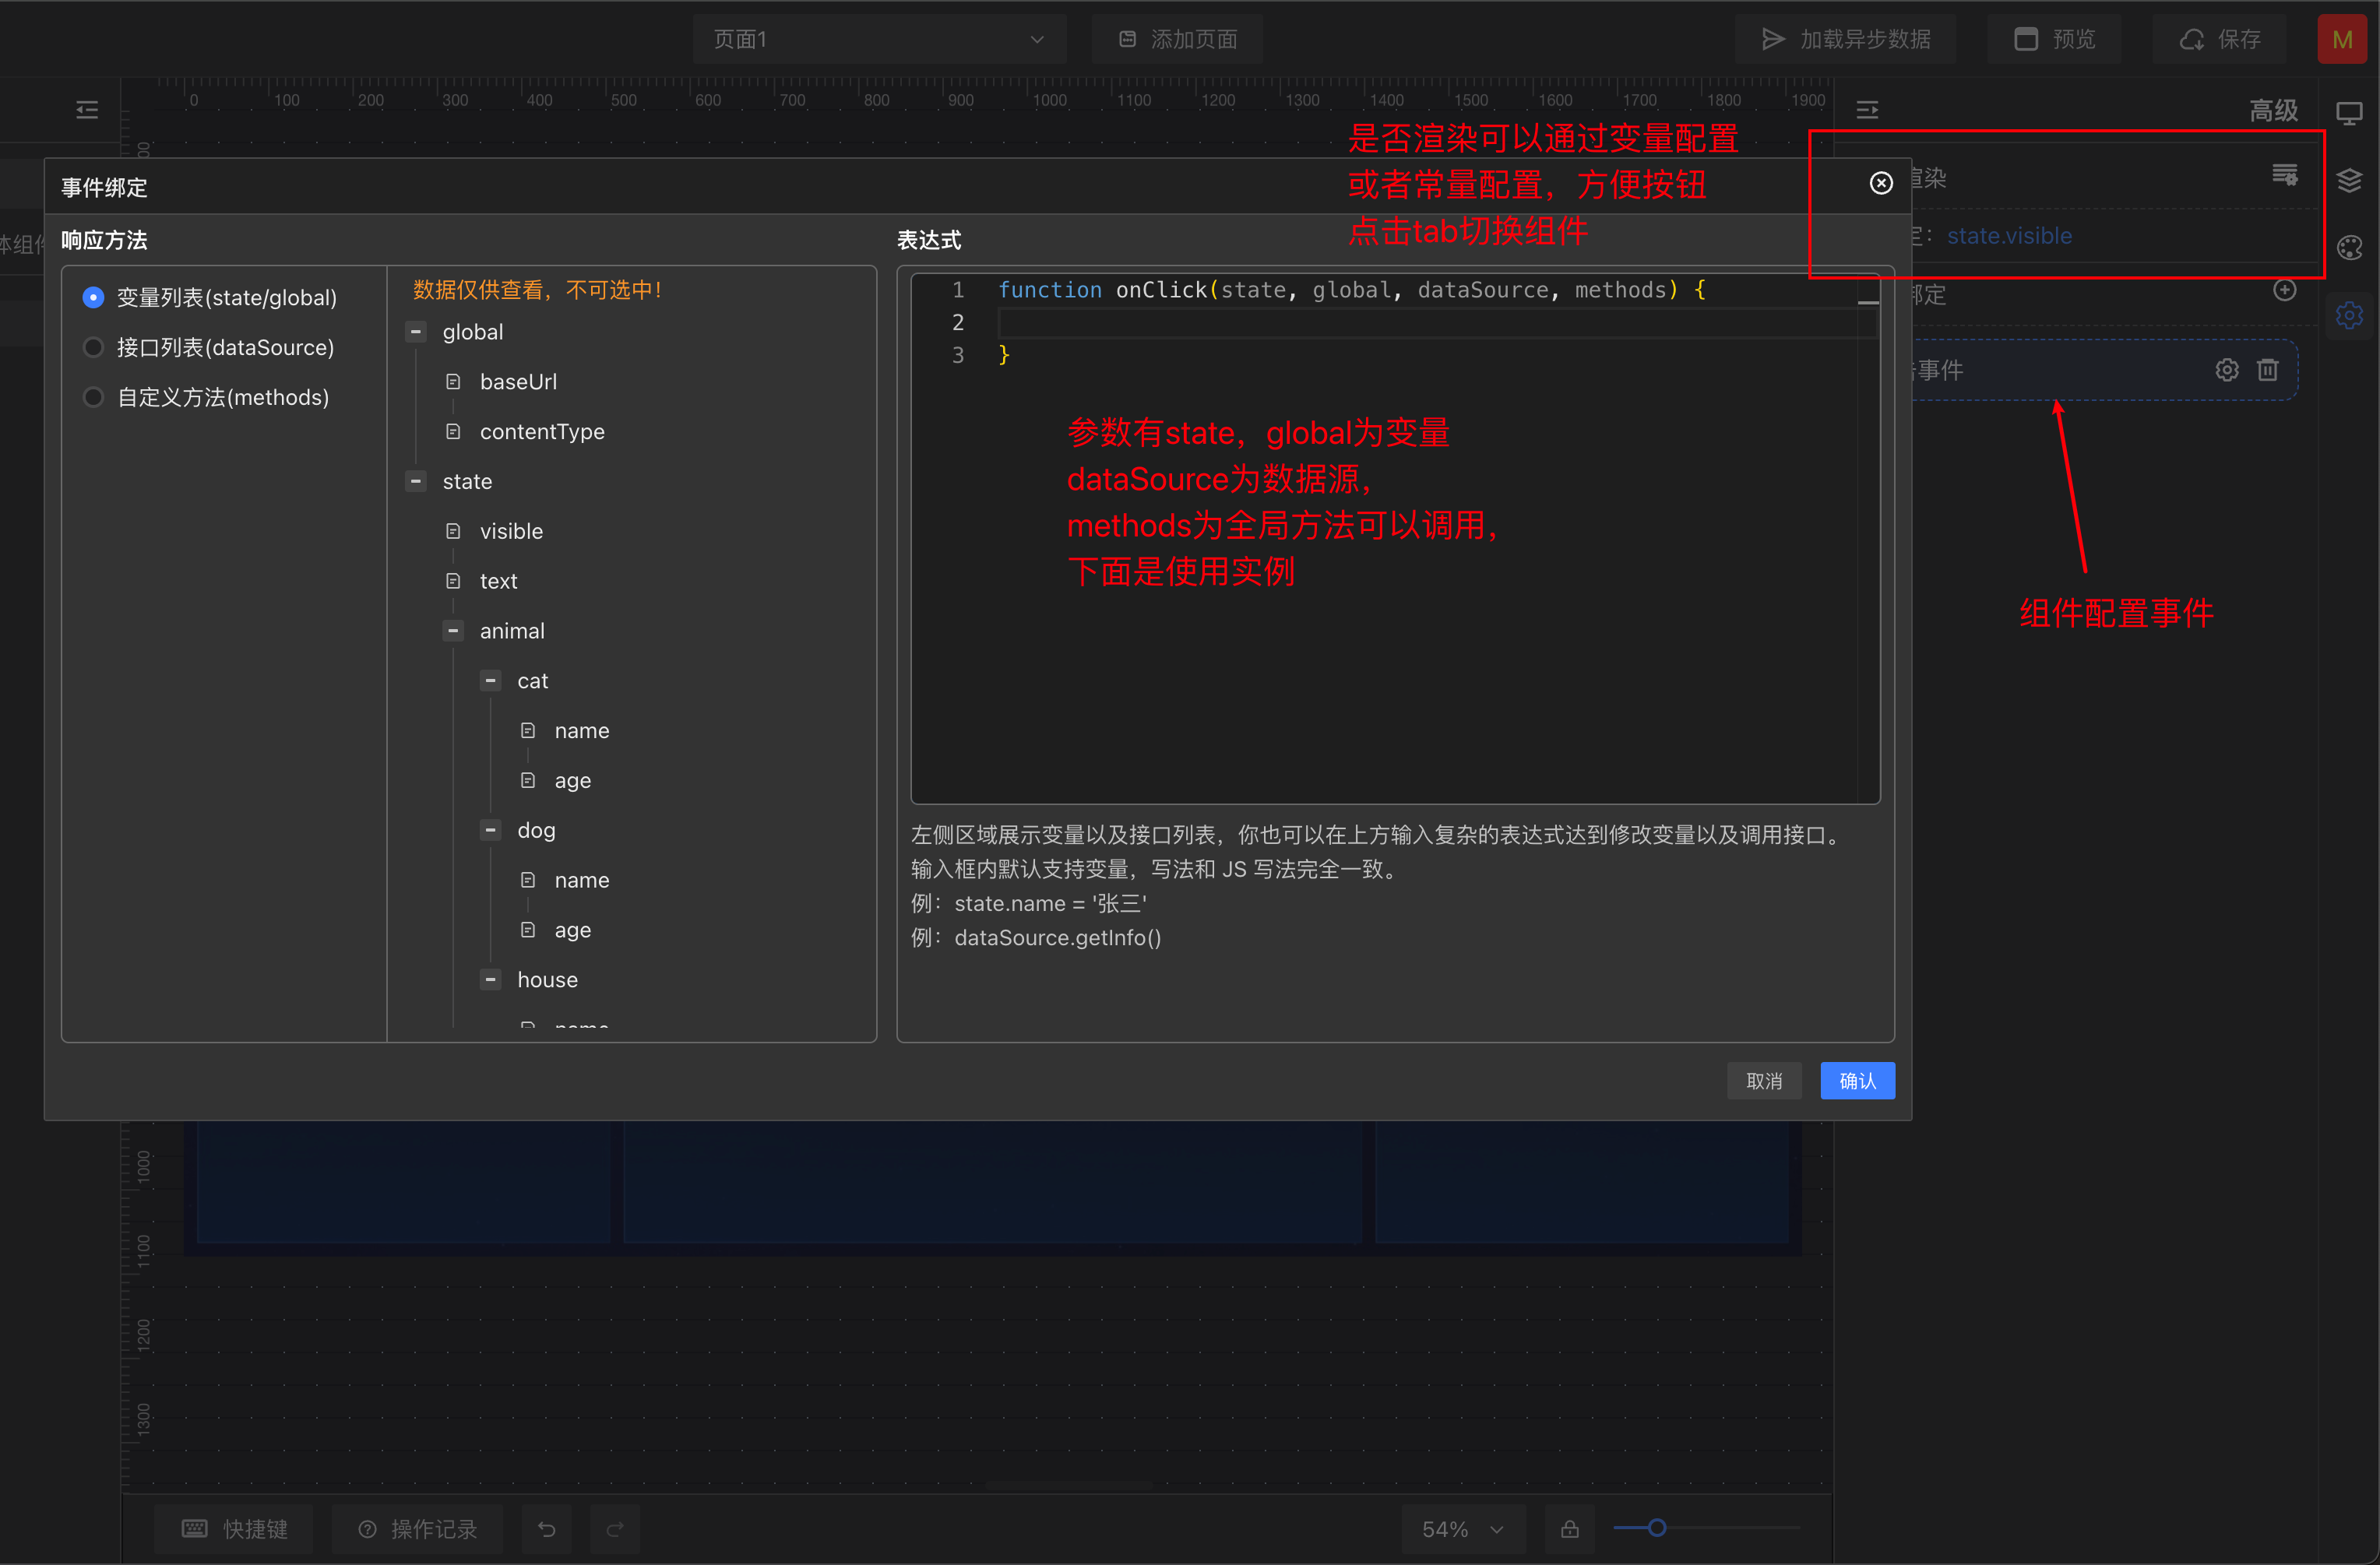 页面1
添加页面
加载异步数据
预览
保存
M
0 100 200 300 400 500 600 700 800 900 1000 1100 1200 1300 1400 1500 1600 1700 1800 1900
高级
是否渲染可以通过变量配置
或者常量配置，方便按钮
点击tab切换组件
事件绑定
渲染
体组件
响应方法
表达式
定：state.visible
变量列表(state/global)
接口列表(dataSource)
自定义方法(methods)
数据仅供查看，不可选中！
global
baseUrl
contentType
state
visible
text
animal
cat
name
age
dog
name
age
house
name
1 function onClick(state, global, dataSource, methods) {
2
3 }
参数有state，global为变量
dataSource为数据源，
methods为全局方法可以调用，
下面是使用实例
绑定
击事件
组件配置事件
左侧区域展示变量以及接口列表，你也可以在上方输入复杂的表达式达到修改变量以及调用接口。
输入框内默认支持变量，写法和 JS 写法完全一致。
例：state.name = '张三'
例：dataSource.getInfo()
取消
确认
1000
1100
1200
1300
快捷键
操作记录
54%